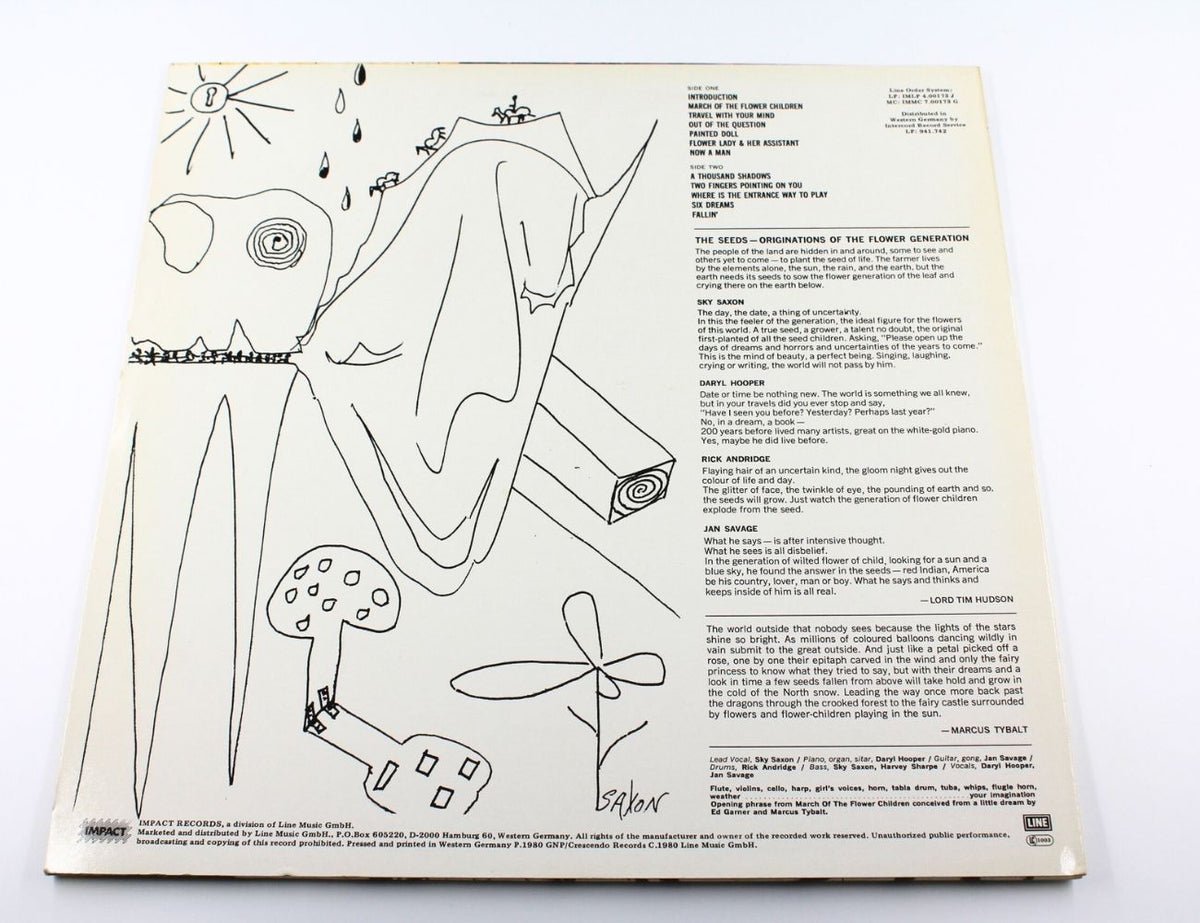 SIDE ONE
INTRODUCTION
MARCH OF THE FLOWER CHILDREN
TRAVEL WITH YOUR MIND
OUT OF THE QUESTION
PAINTED DOLL
FLOWER LADY & HER ASSISTANT
NOW A MAN
SIDE TWO
A THOUSAND SHADOWS
TWO FINGERS POINTING ON YOU
WHERE IS THE ENTRANCE WAY TO PLAY
SIX DREAMS
FALLIN'
Line Order System:
LP: IMLP 4.00173 J
MC: IMMC 7.00173 G
Distributed in
Western Germany by
Intercord Record Service
LP: 941.742
THE SEEDS — ORIGINATIONS OF THE FLOWER GENERATION
The people of the land are hidden in and around, some to see and
others yet to come — to plant the seed of life. The farmer lives
by the elements alone, the sun, the rain, and the earth, but the
earth needs its seeds to sow the flower generation of the leaf and
crying there on the earth below.
SKY SAXON
The day, the date, a thing of uncertainty.
In this the feeler of the generation, the ideal figure for the flowers
of this world. A true seed, a grower, a talent no doubt, the original
first-planted of all the seed children. Asking, "Please open up the
days of dreams and horrors and uncertainties of the years to come."
This is the mind of beauty, a perfect being. Singing, laughing,
crying or writing, the world will not pass by him.
DARYL HOOPER
Date or time be nothing new. The world is something we all knew,
but in your travels did you ever stop and say,
"Have I seen you before? Yesterday? Perhaps last year?"
No, in a dream, a book —
200 years before lived many artists, great on the white-gold piano.
Yes, maybe he did live before.
RICK ANDRIDGE
Flaying hair of an uncertain kind, the gloom night gives out the
colour of life and day.
The glitter of face, the twinkle of eye, the pounding of earth and so,
the seeds will grow. Just watch the generation of flower children
explode from the seed.
JAN SAVAGE
What he says — is after intensive thought.
What he sees is all disbelief.
In the generation of wilted flower of child, looking for a sun and a
blue sky, he found the answer in the seeds — red Indian, America
be his country, lover, man or boy. What he says and thinks and
keeps inside of him is all real.
— LORD TIM HUDSON
The world outside that nobody sees because the lights of the stars
shine so bright. As millions of coloured balloons dancing wildly in
vain submit to the great outside. And just like a petal picked off a
rose, one by one their epitaph carved in the wind and only the fairy
princess to know what they tried to say, but with their dreams and a
look in time a few seeds fallen from above will take hold and grow in
the cold of the North snow. Leading the way once more back past
the dragons through the crooked forest to the fairy castle surrounded
by flowers and flower-children playing in the sun.
— MARCUS TYBALT
Lead Vocal, Sky Saxon / Piano, organ, sitar, Daryl Hooper / Guitar, gong, Jan Savage /
Drums, Rick Andridge / Bass, Sky Saxon, Harvey Sharpe / Vocals, Daryl Hooper,
Jan Savage
Flute, violins, cello, harp, girl's voices, horn, tabla drum, tuba, whips, flugle horn,
weather ........................................ your imagination
Opening phrase from March Of The Flower Children conceived from a little dream by
Ed Garner and Marcus Tybalt.
SAXON
IMPACT
IMPACT RECORDS, a division of Line Music GmbH.
Marketed and distributed by Line Music GmbH., P.O.Box 605220, D-2000 Hamburg 60, Western Germany. All rights of the manufacturer and owner of the recorded work reserved. Unauthorized public performance,
broadcasting and copying of this record prohibited. Pressed and printed in Western Germany P.1980 GNP/Crescendo Records C.1980 Line Music GmbH.
LINE